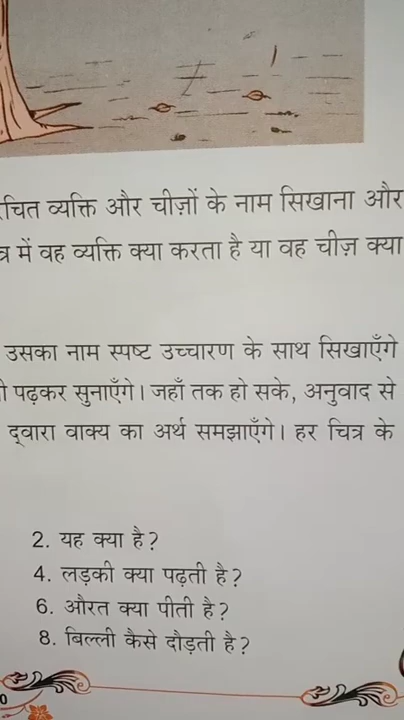 चित व्यक्ति और चीज़ों के नाम सिखाना और
में वह व्यक्ति क्या करता है या वह चीज़ क्या
उसका नाम स्पष्ट उच्चारण के साथ सिखाएँगे
पढ़कर सुनाएँगे। जहाँ तक हो सके, अनुवाद से
द्वारा वाक्य का अर्थ समझाएँगे। हर चित्र के
2. यह क्या है?
4. लड़की क्या पढ़ती है?
6. औरत क्या पीती है?
8. बिल्ली कैसे दौड़ती है?
0